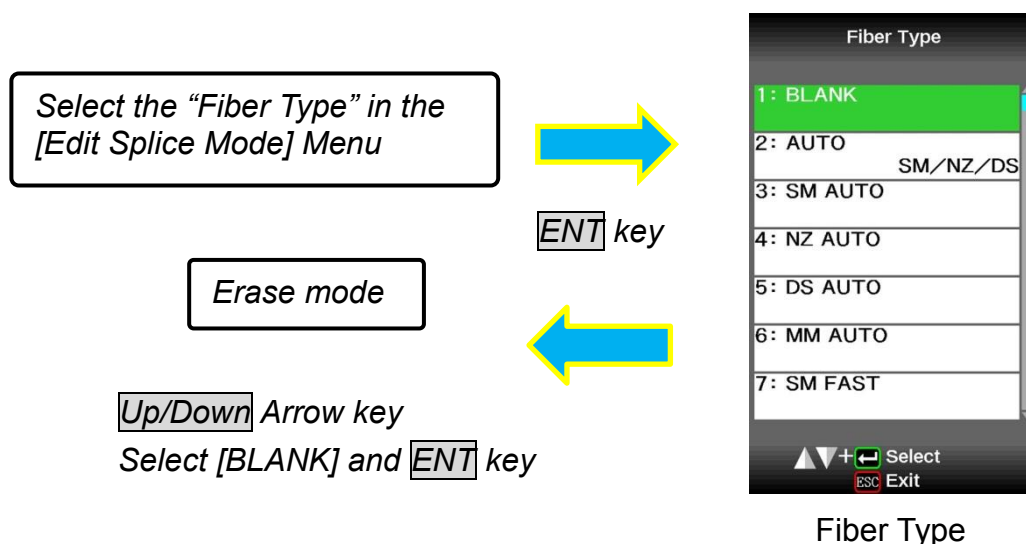 Select the “Fiber Type” in the
[Edit Splice Mode] Menu
ENT key
Erase mode
Up/Down Arrow key
Select [BLANK] and ENT key
Fiber Type
1: BLANK
2: AUTO
SM/NZ/DS
3: SM AUTO
4: NZ AUTO
5: DS AUTO
6: MM AUTO
7: SM FAST
+ Select
ESC Exit
Fiber Type